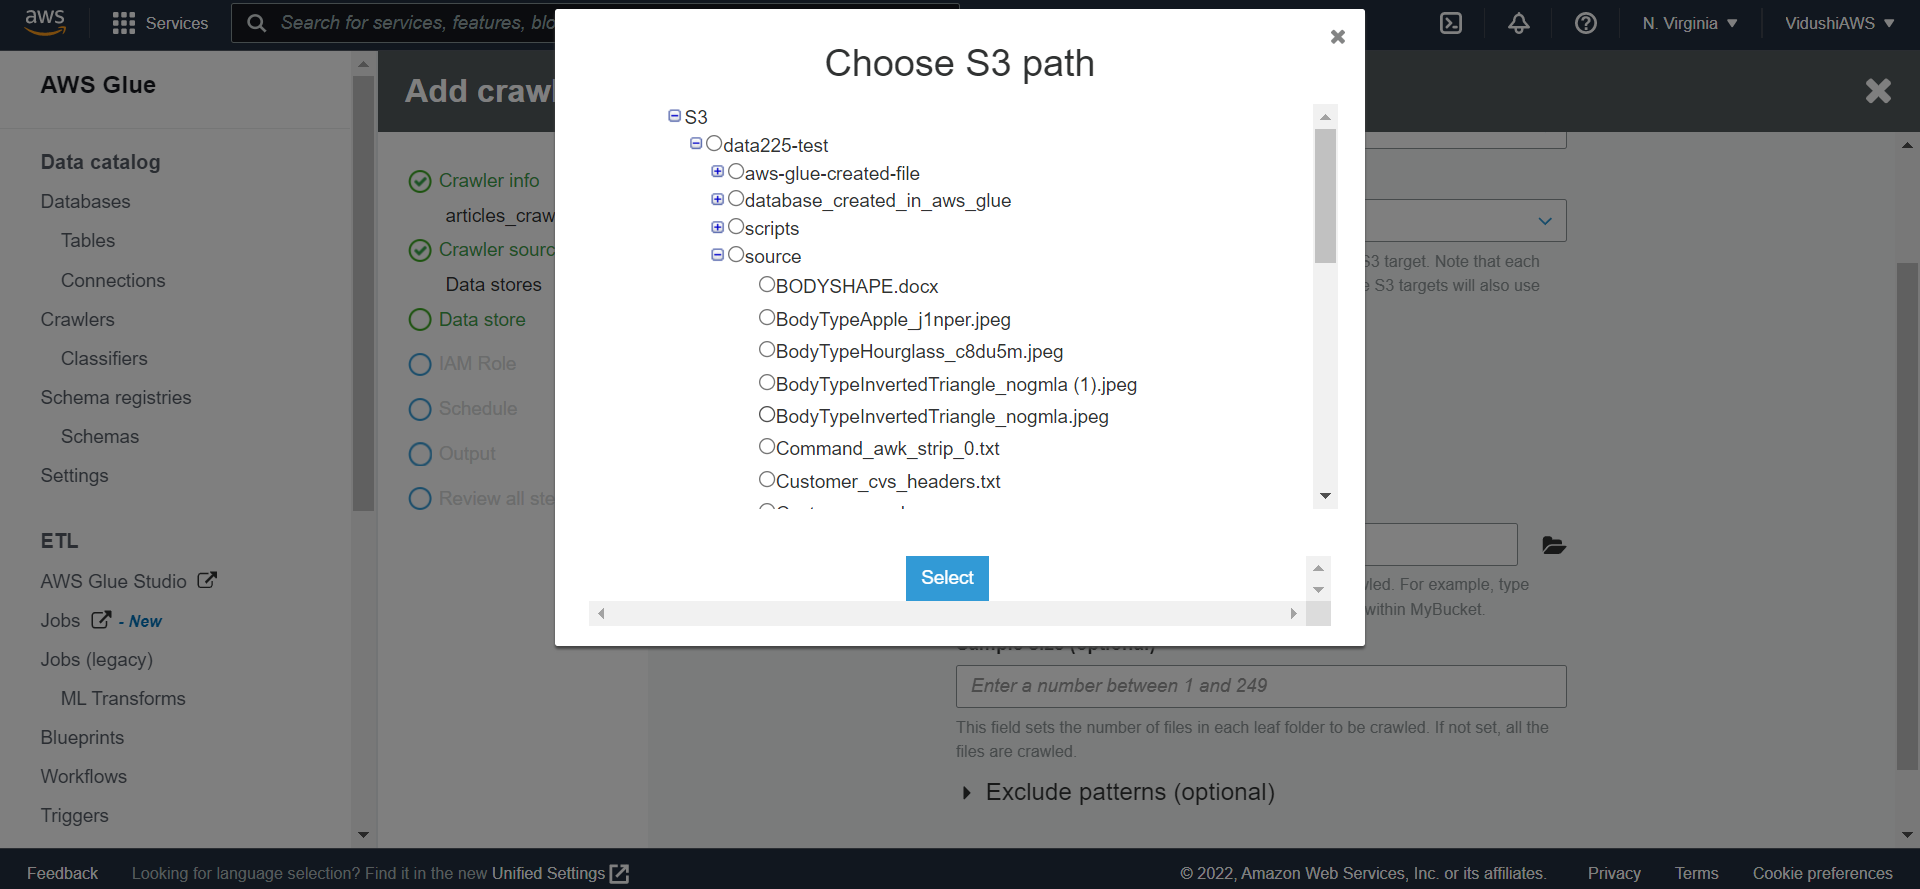 aws
Services
Search for services, features, blo
N. Virginia
VidushiAWS
AWS Glue
Data catalog
Databases
Tables
Connections
Crawlers
Classifiers
Schema registries
Schemas
Settings
ETL
AWS Glue Studio
Jobs - New
Jobs (legacy)
ML Transforms
Blueprints
Workflows
Triggers
Add crawl
Crawler info
articles_craw
Crawler sourc
Data stores
Data store
IAM Role
Schedule
Output
Review all ste
Choose S3 path
S3
data225-test
aws-glue-created-file
database_created_in_aws_glue
scripts
source
BODYSHAPE.docx
BodyTypeApple_j1nper.jpeg
BodyTypeHourglass_c8du5m.jpeg
BodyTypeInvertedTriangle_nogmla (1).jpeg
BodyTypeInvertedTriangle_nogmla.jpeg
Command_awk_strip_0.txt
Customer_cvs_headers.txt
Select
S3 target. Note that each
S3 targets will also use
led. For example, type
within MyBucket.
Sample size (optional)
Enter a number between 1 and 249
This field sets the number of files in each leaf folder to be crawled. If not set, all the
files are crawled.
Exclude patterns (optional)
Feedback
Looking for language selection? Find it in the new Unified Settings
© 2022, Amazon Web Services, Inc. or its affiliates.
Privacy
Terms
Cookie preferences